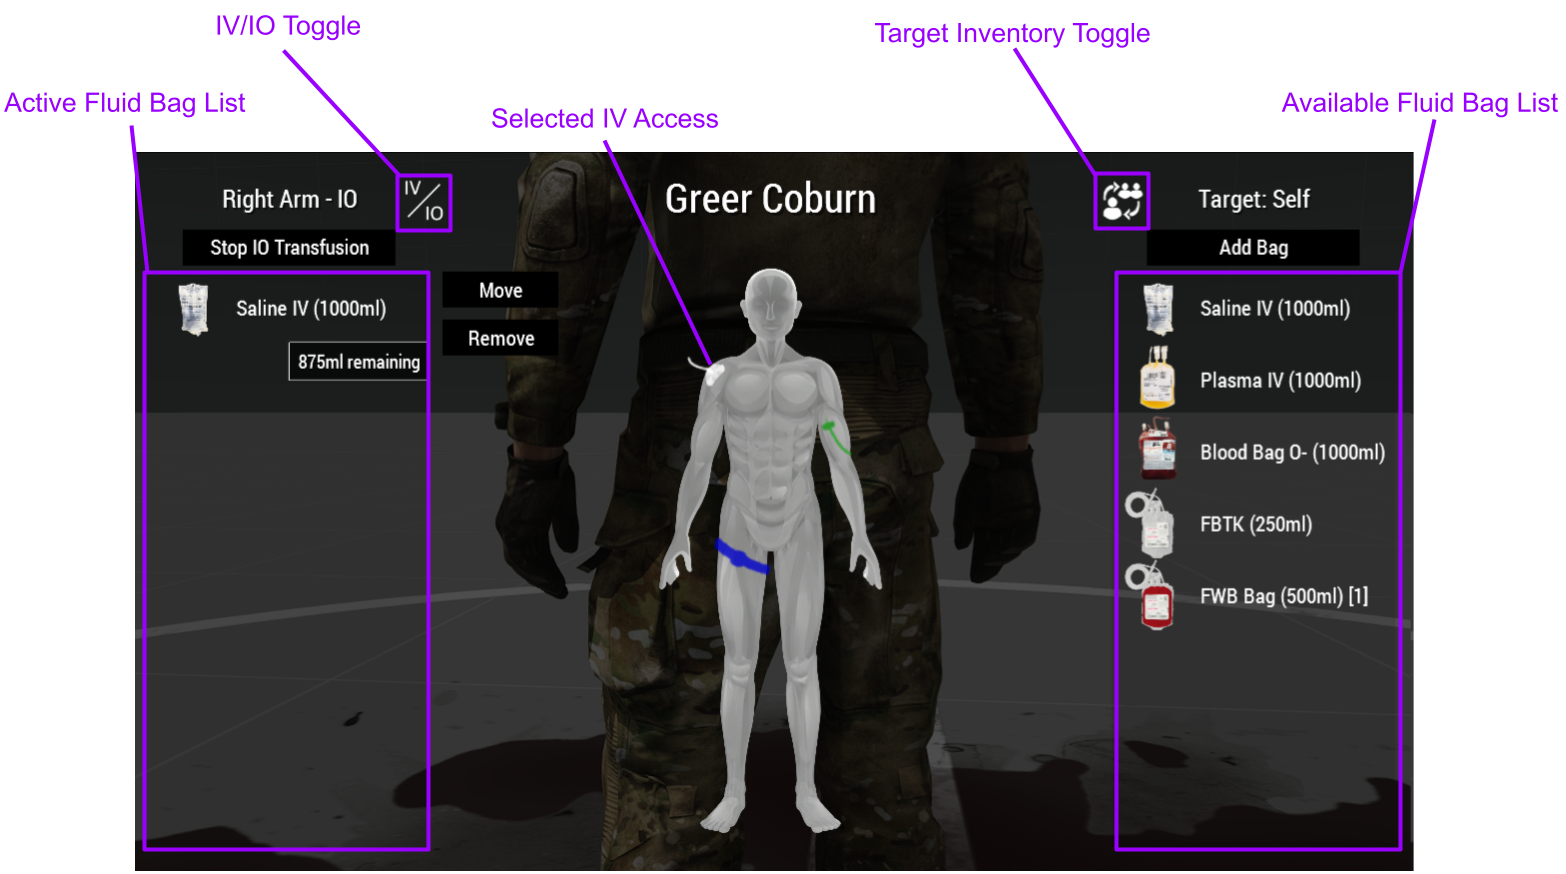 IV/IO Toggle
Target Inventory Toggle
Active Fluid Bag List
Selected IV Access
Available Fluid Bag List
Right Arm - IO
IV/IO
Greer Coburn
Target: Self
Stop IO Transfusion
Add Bag
Saline IV (1000ml)
875ml remaining
Move
Remove
Saline IV (1000ml)
Plasma IV (1000ml)
Blood Bag O- (1000ml)
FBTK (250ml)
FWB Bag (500ml) [1]